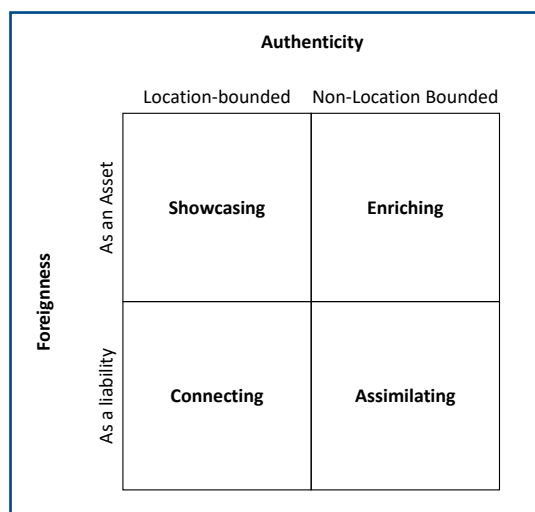 Authenticity
Location-bounded Non-Location Bounded
Foreignness
As an Asset
Showcasing Enriching
As a liability
Connecting Assimilating